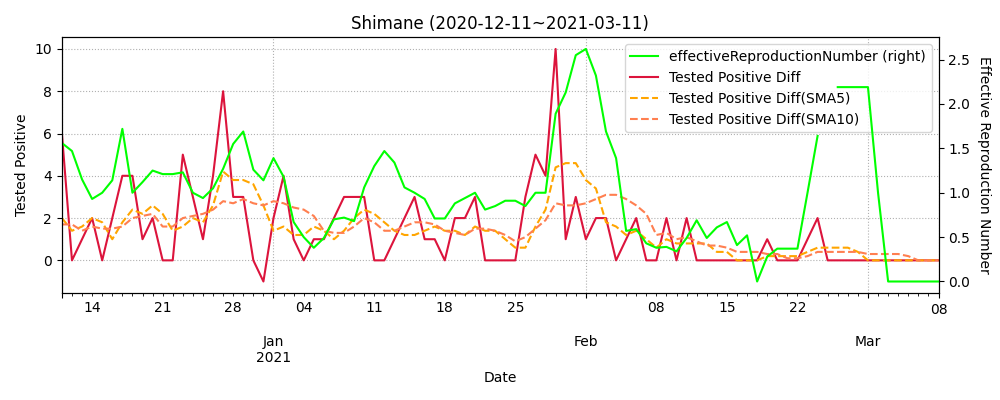 Shimane (2020-12-11~2021-03-11)
effectiveReproductionNumber (right)
Tested Positive Diff
Tested Positive Diff(SMA5)
Tested Positive Diff(SMA10)
Tested Positive
10
8
6
4
2
0
2.5
2.0
1.5
1.0
0.5
0.0
Effective Reproduction Number
14 21 28 04 11 18 25 08 15 22 08
Jan Feb Mar
2021
Date